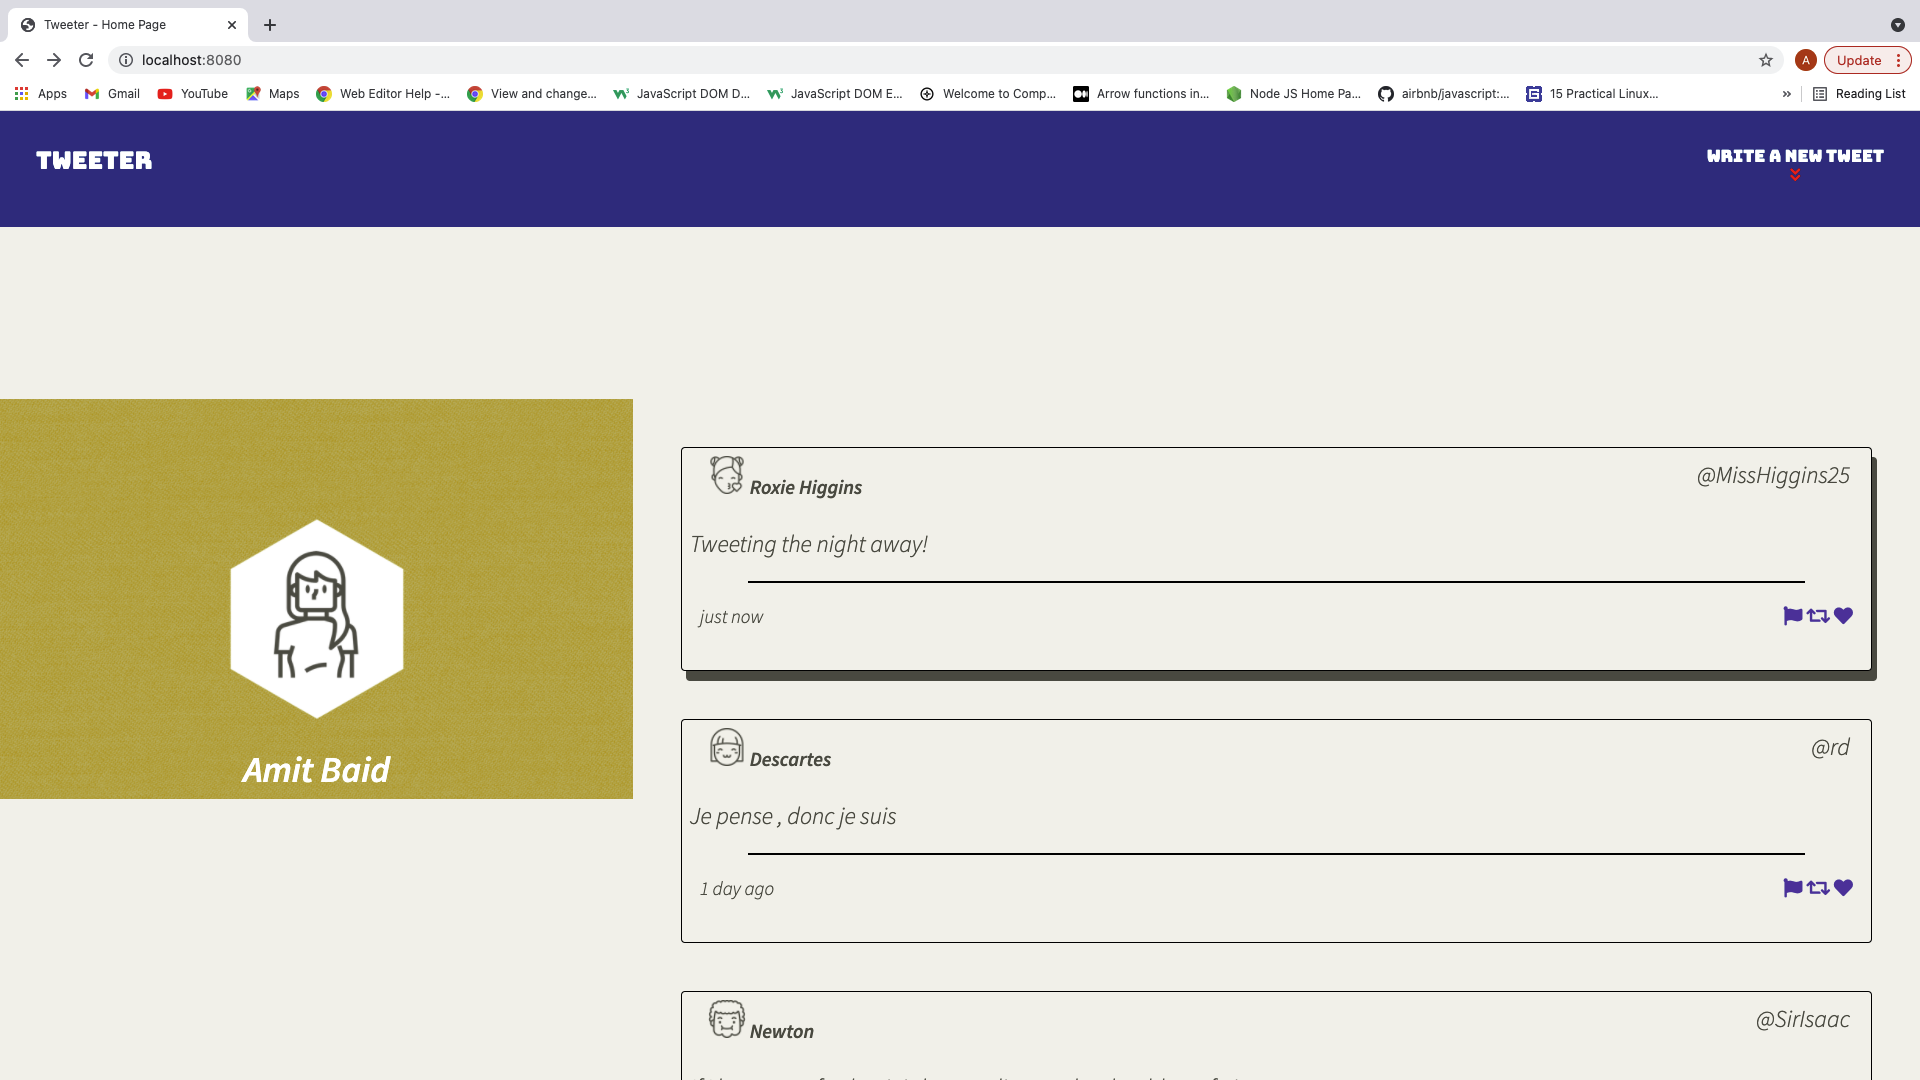 Tweeter - Home Page
localhost:8080
A
Update
Apps
Gmail
YouTube
Maps
Web Editor Help -...
View and change...
JavaScript DOM D...
JavaScript DOM E...
Welcome to Comp...
Arrow functions in...
Node JS Home Pa...
airbnb/javascript:...
15 Practical Linux...
»
Reading List
TWEETER
WRITE A NEW TWEET
Amit Baid
Roxie Higgins
@MissHiggins25
Tweeting the night away!
just now
Descartes
@rd
Je pense , donc je suis
1 day ago
Newton
@SirIsaac